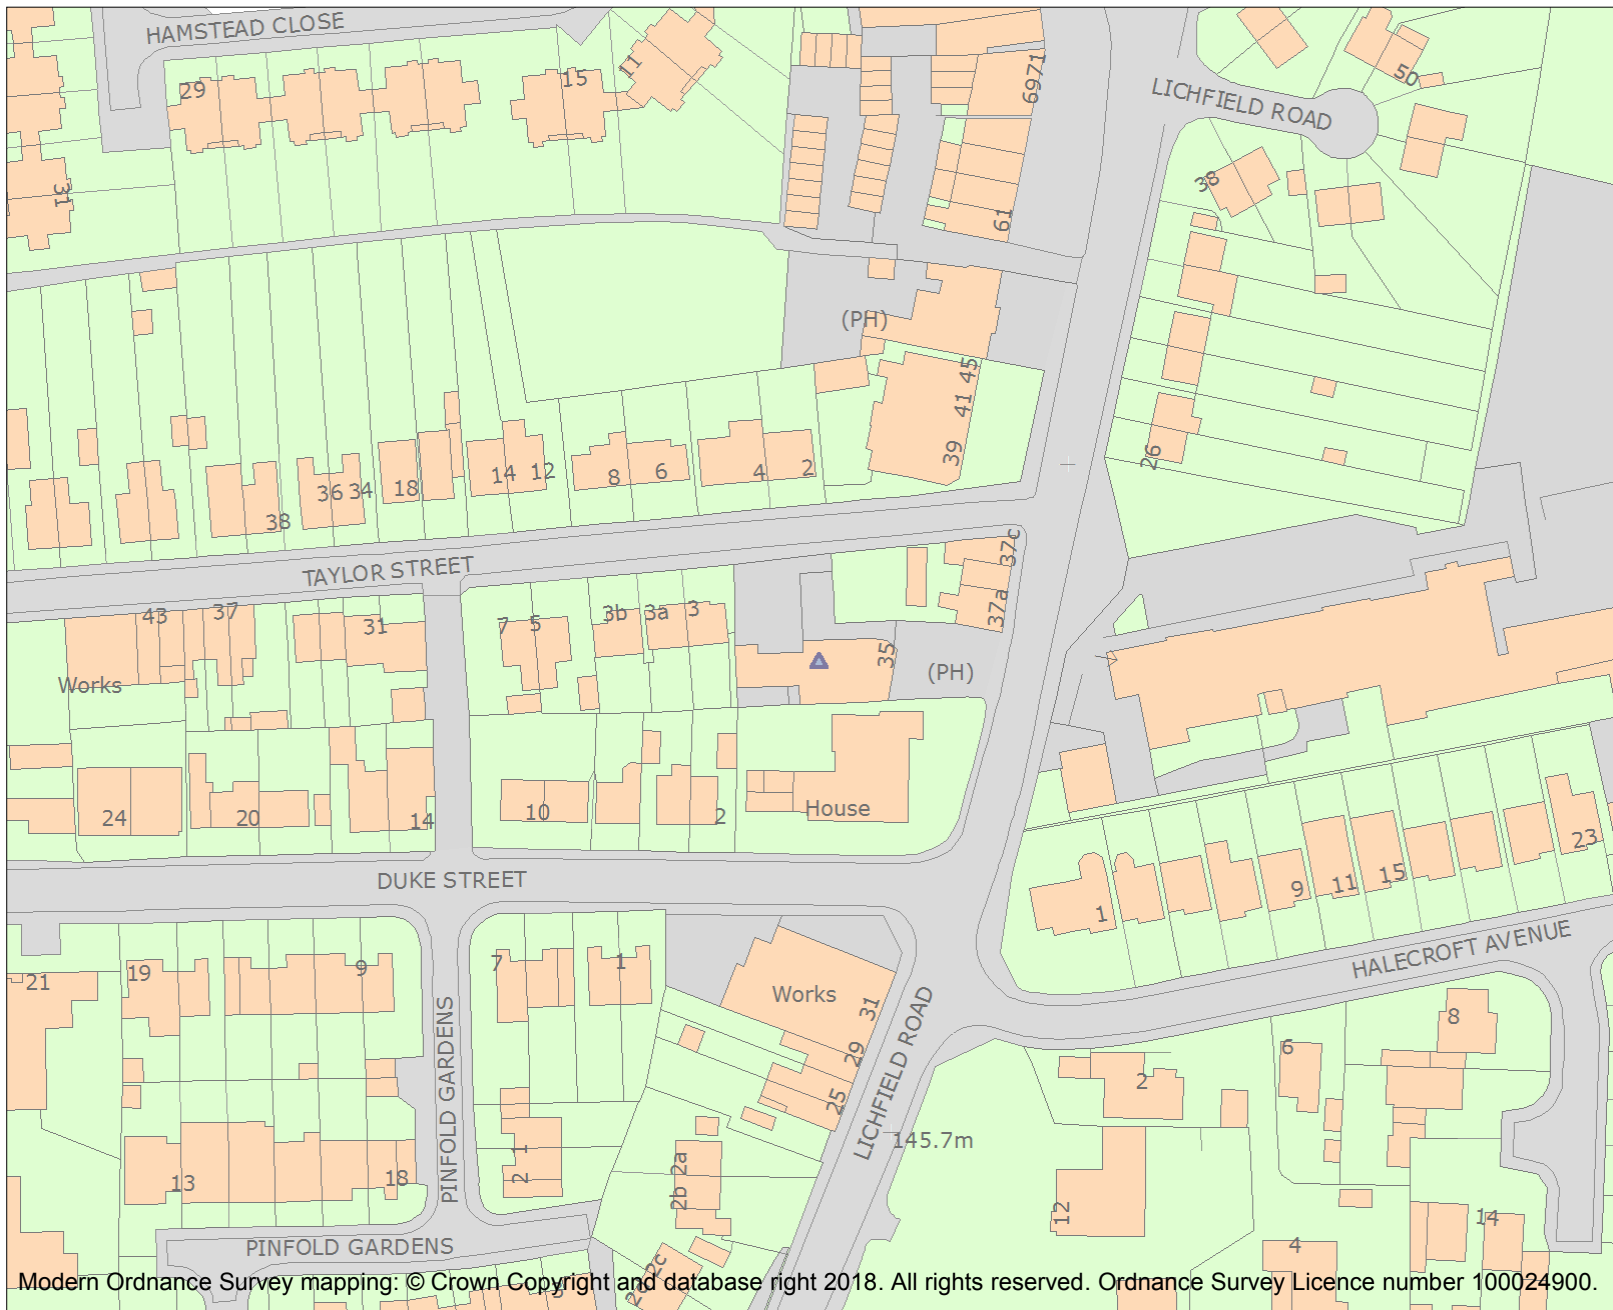 HAMSTEAD CLOSE
29
15
11
6971
LICHFIELD ROAD
50
31
38
61
(PH)
45
41
39
26
38
36
34
18
14
12
8
6
4
2
TAYLOR STREET
37c
37a
43
37
31
7
5
3b
3a
3
35
(PH)
Works
24
20
14
10
2
House
DUKE STREET
1
9
11
15
23
HALECROFT AVENUE
21
19
9
7
1
Works
31
29
25
LICHFIELD ROAD
PINFOLD GARDENS
145.7m
8
6
2
13
18
1
2
2a
2b
12
14
4
PINFOLD GARDENS
2c
Modern Ordnance Survey mapping: © Crown Copyright and database right 2018. All rights reserved. Ordnance Survey Licence number 100024900.